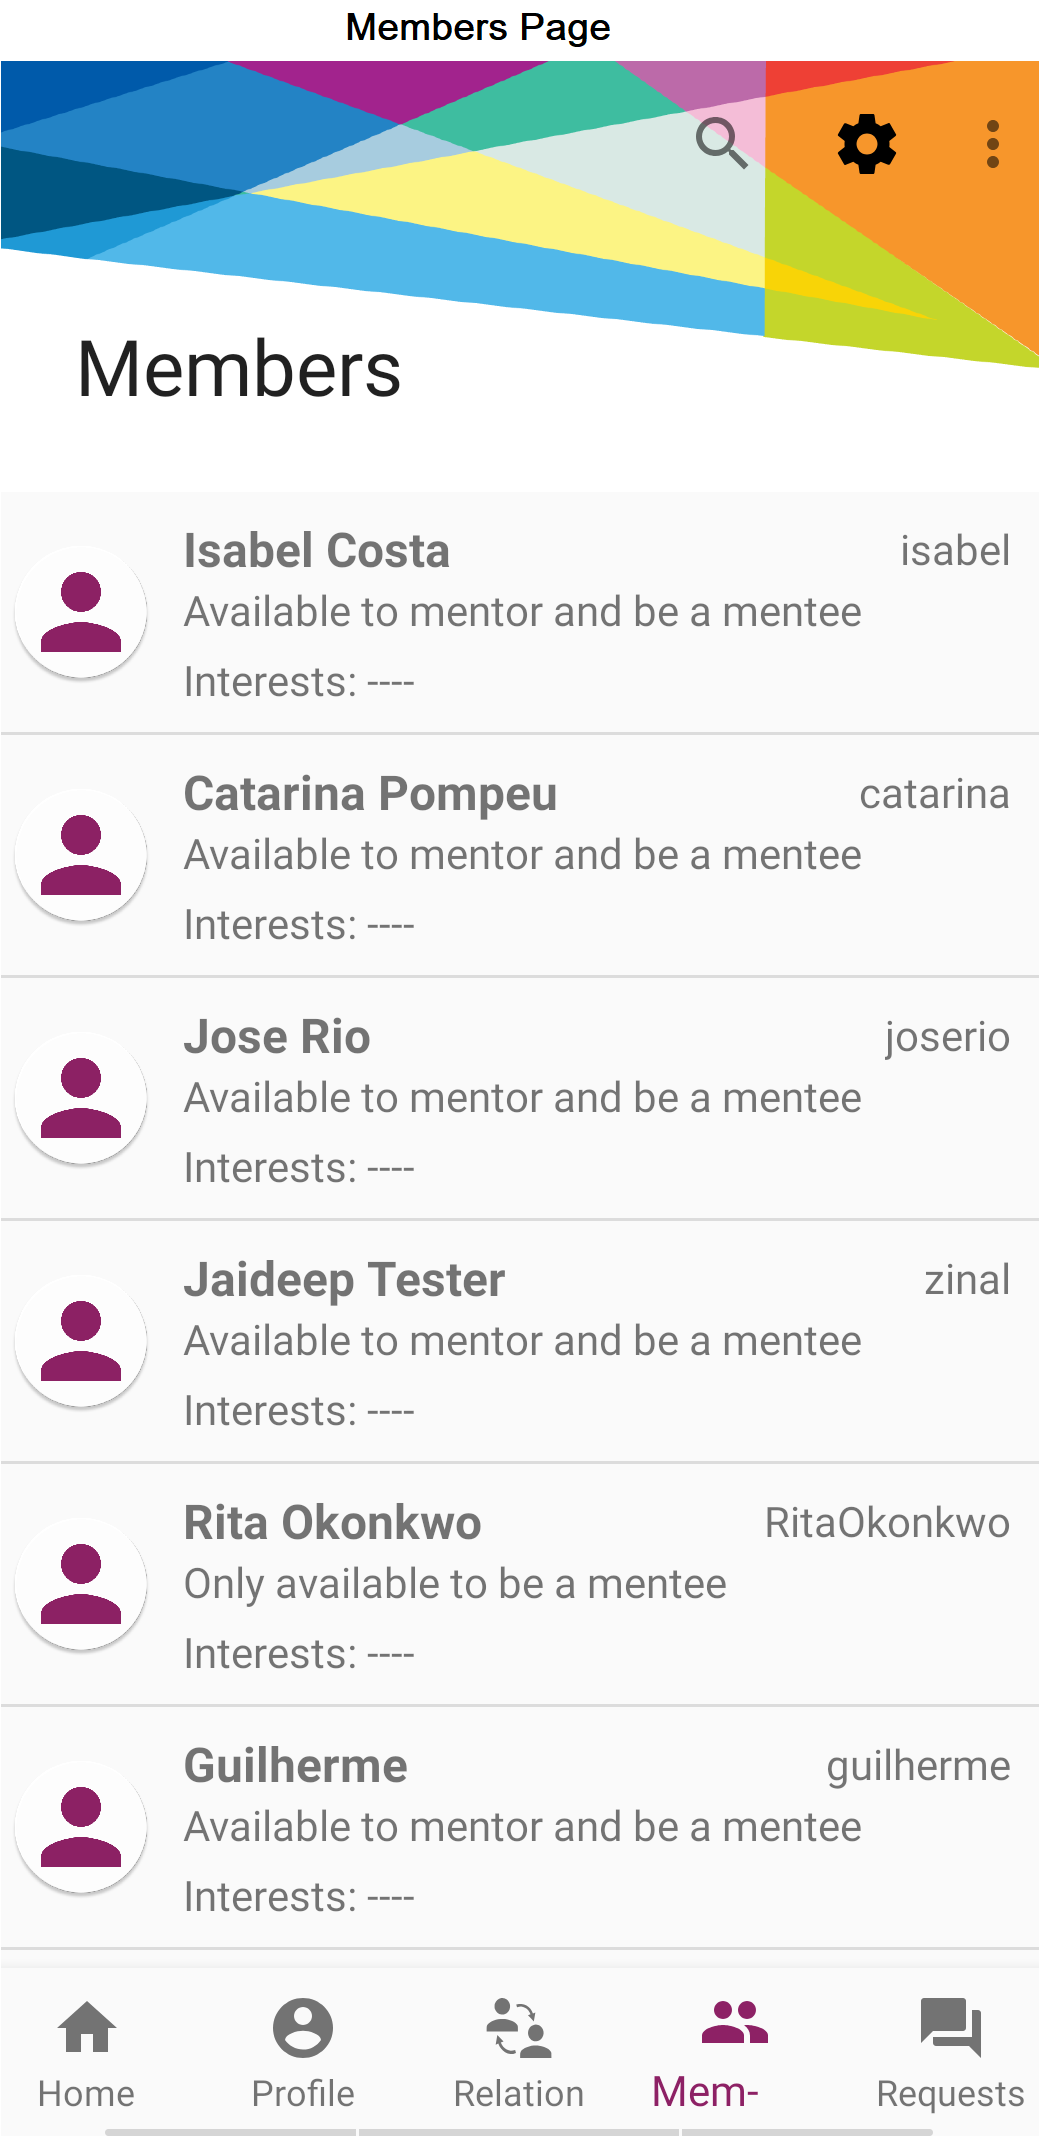 Members Page
Members
Isabel Costa isabel
Available to mentor and be a mentee
Interests: ----
Catarina Pompeu catarina
Available to mentor and be a mentee
Interests: ----
Jose Rio joserio
Available to mentor and be a mentee
Interests: ----
Jaideep Tester zinal
Available to mentor and be a mentee
Interests: ----
Rita Okonkwo RitaOkonkwo
Only available to be a mentee
Interests: ----
Guilherme guilherme
Available to mentor and be a mentee
Interests: ----
Home Profile Relation Mem- Requests